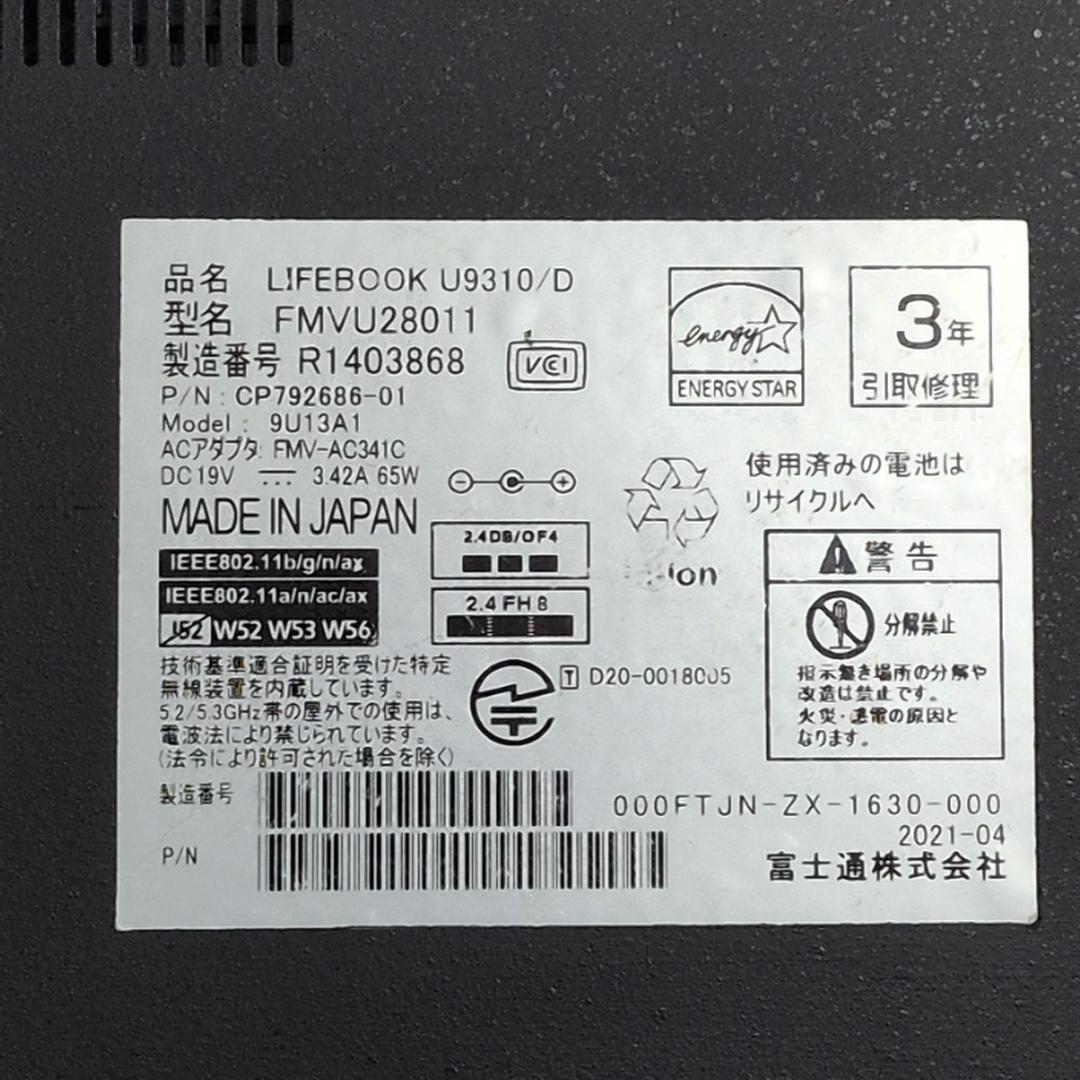 品名 LIFEBOOK U9310/D
型名 FMVU28011
製造番号 R1403868
VCCI
P/N : CP792686-01
Model : 9U13A1
ACアダプタ: FMV-AC341C
DC19V 3.42A 65W
MADE IN JAPAN
IEEE802.11b/g/n/ax
IEEE802.11a/n/ac/ax
J52 W52 W53 W56
2.4DS/OF4
2.4FH8
技術基準適合証明を受けた特定
無線装置を内蔵しています。
5.2/5.3GHz帯の屋外での使用は、
電波法により禁じられています。
(法令により許可された場合を除く)
T D20-0018005
energy
ENERGY STAR
3年
引取修理
使用済みの電池は
リサイクルへ
ion
警告
分解禁止
指示無き場所の分解や
改造は禁止です。
火災・感電の原因と
なります。
製造番号
P/N
000FTJN-ZX-1630-000
2021-04
富士通株式会社